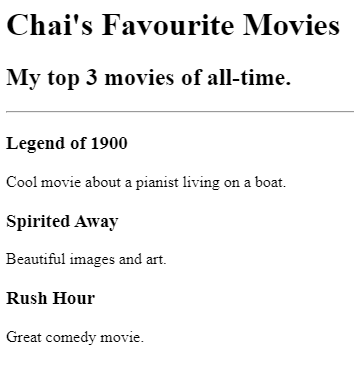 Chai's Favourite Movies
My top 3 movies of all-time.
Legend of 1900
Cool movie about a pianist living on a boat.
Spirited Away
Beautiful images and art.
Rush Hour
Great comedy movie.